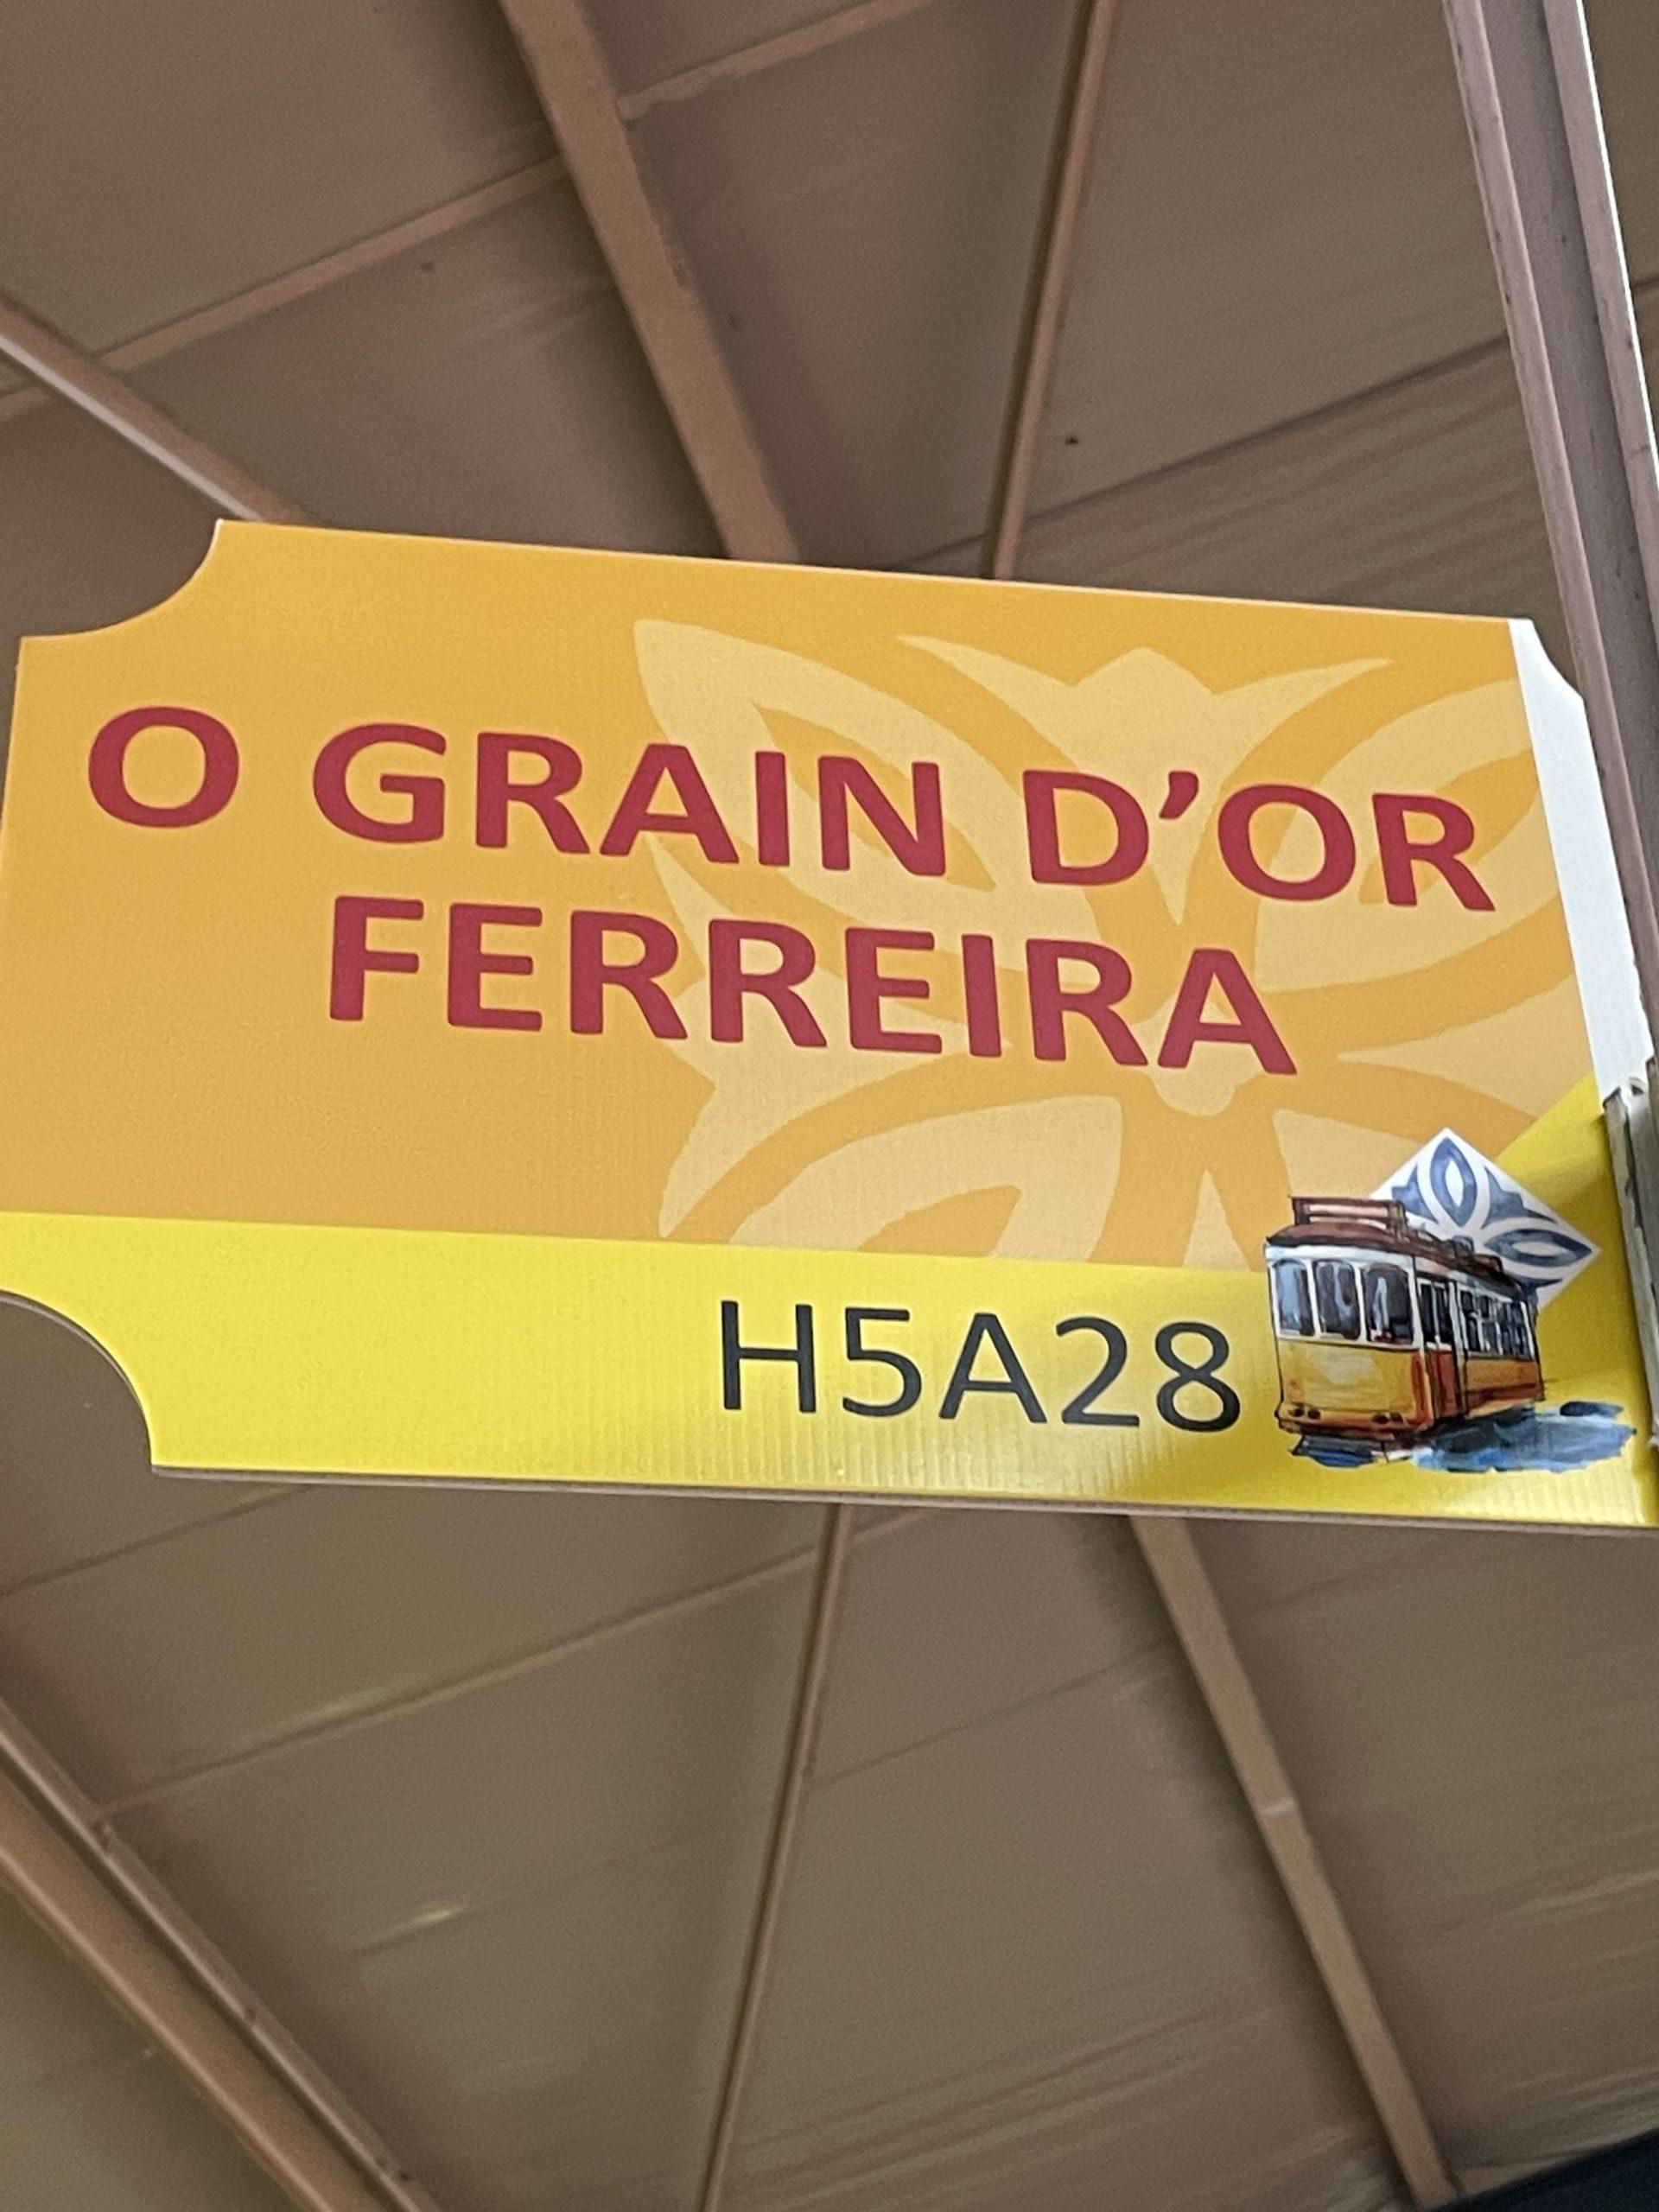 O GRAIN D’OR
FERREIRA
H5A28